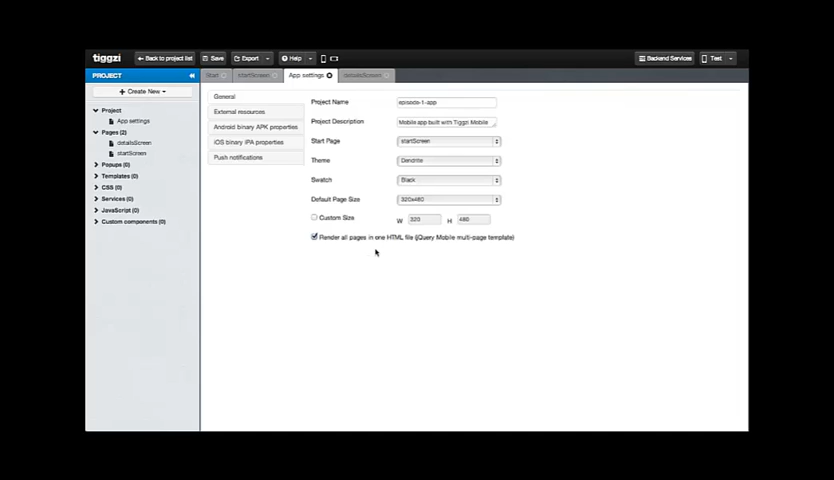 tiggzi
Back to project list
Save
Export
Help
Backend Services
Test
PROJECT
Start
startScreen
App settings
detailsScreen
Create New
Project
App settings
Pages (2)
detailsScreen
startScreen
Popups (0)
Templates (0)
CSS (0)
Services (0)
JavaScript (0)
Custom components (0)
General
External resources
Android binary APK properties
iOS binary IPA properties
Push notifications
Project Name
episode-1-app
Project Description
Mobile app built with Tiggzi Mobile
Start Page
startScreen
Theme
Dendrite
Swatch
Black
Default Page Size
320x480
Custom Size
W 320 H 480
Render all pages in one HTML file (jQuery Mobile multi-page template)